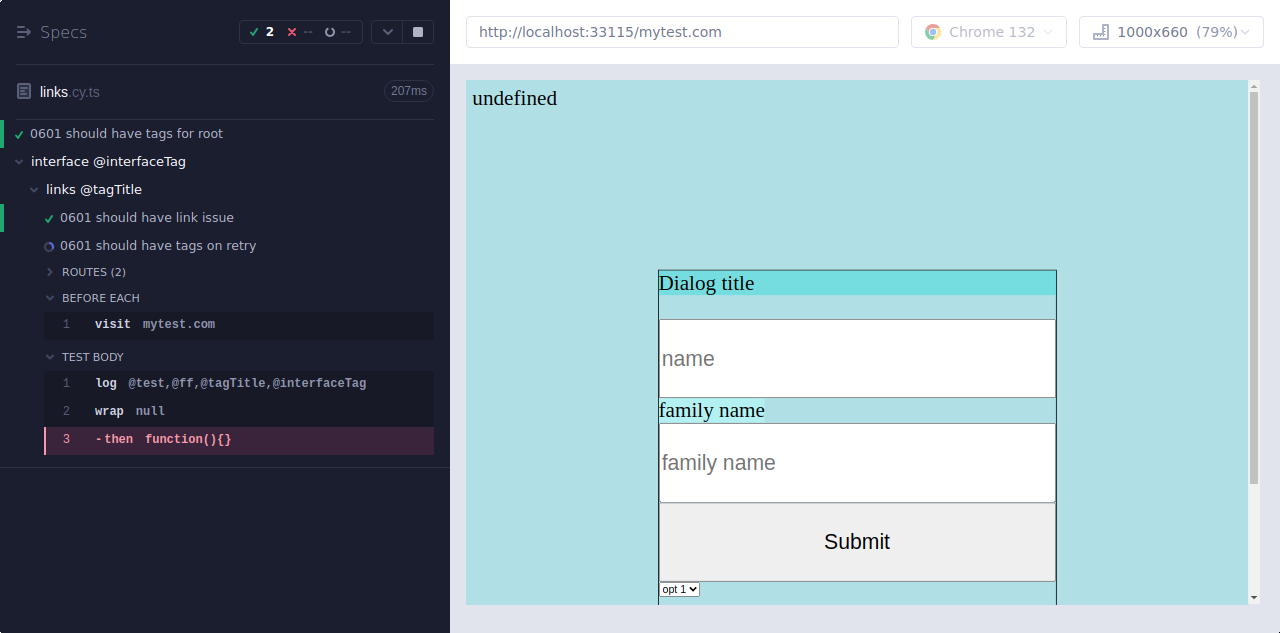 Specs
2 -- --
links.cy.ts
207ms
0601 should have tags for root
interface @interfaceTag
links @tagTitle
0601 should have link issue
0601 should have tags on retry
ROUTES (2)
BEFORE EACH
1 visit mytest.com
TEST BODY
1 log @test,@ff,@tagTitle,@interfaceTag
2 wrap null
3 -then function(){}
http://localhost:33115/mytest.com
Chrome 132
1000x660 (79%)
undefined
Dialog title
name
family name
family name
Submit
opt 1